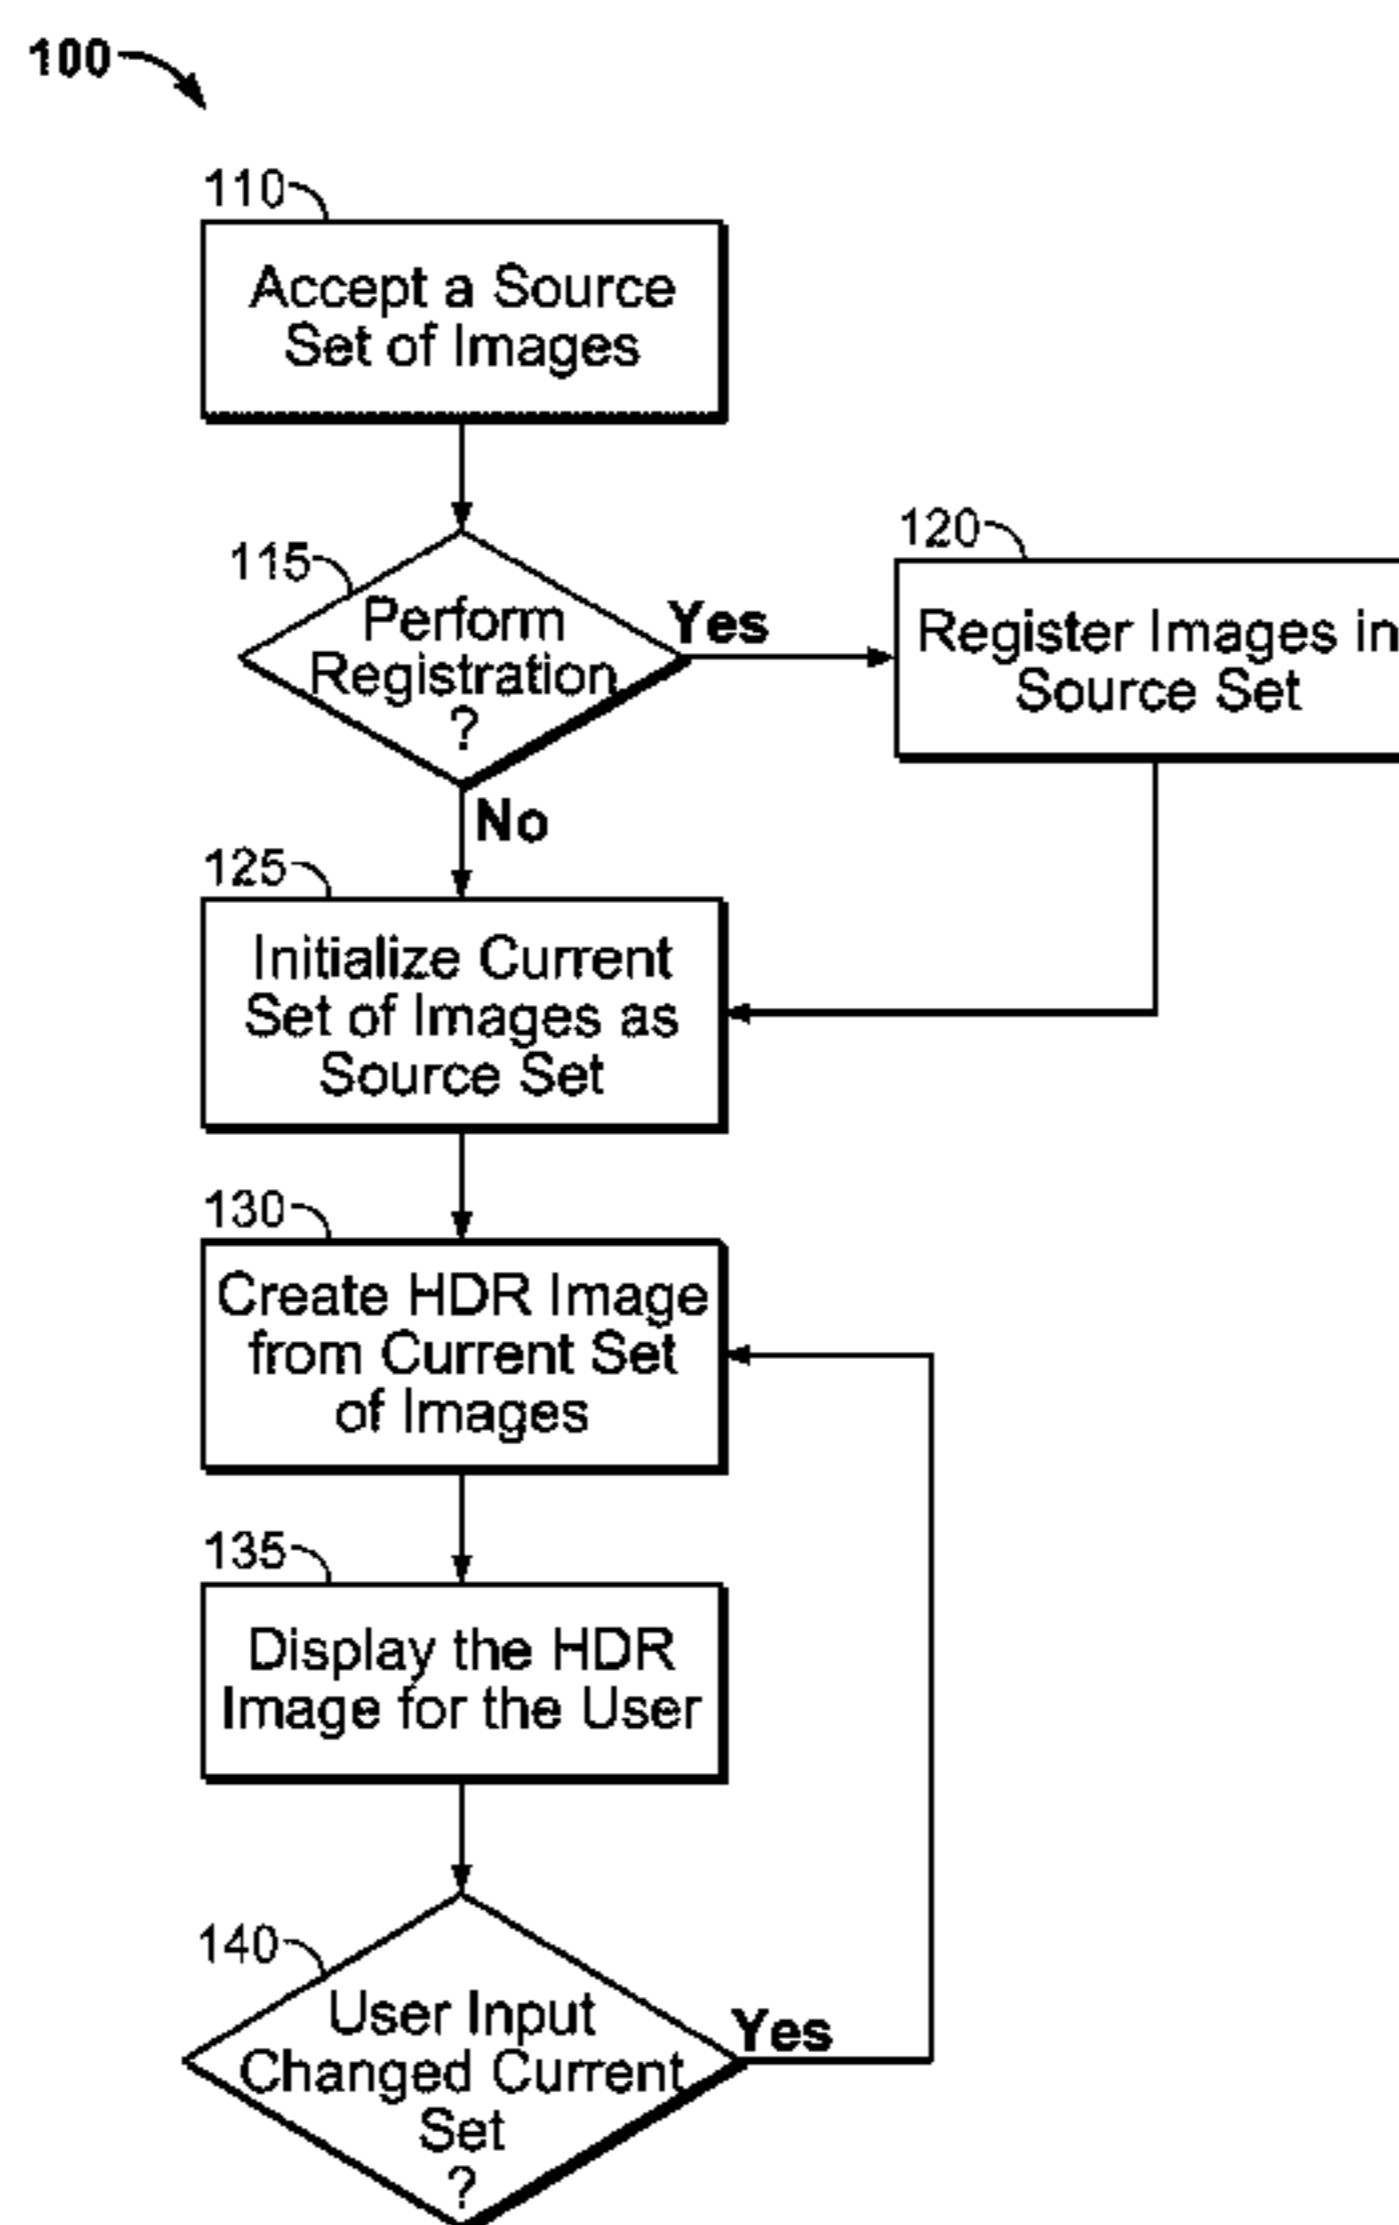 100
110
Accept a Source
Set of Images
115
Perform
Registration
?
Yes
120
Register Images in
Source Set
No
125
Initialize Current
Set of Images as
Source Set
130
Create HDR Image
from Current Set
of Images
135
Display the HDR
Image for the User
140
User Input
Changed Current
Set
?
Yes